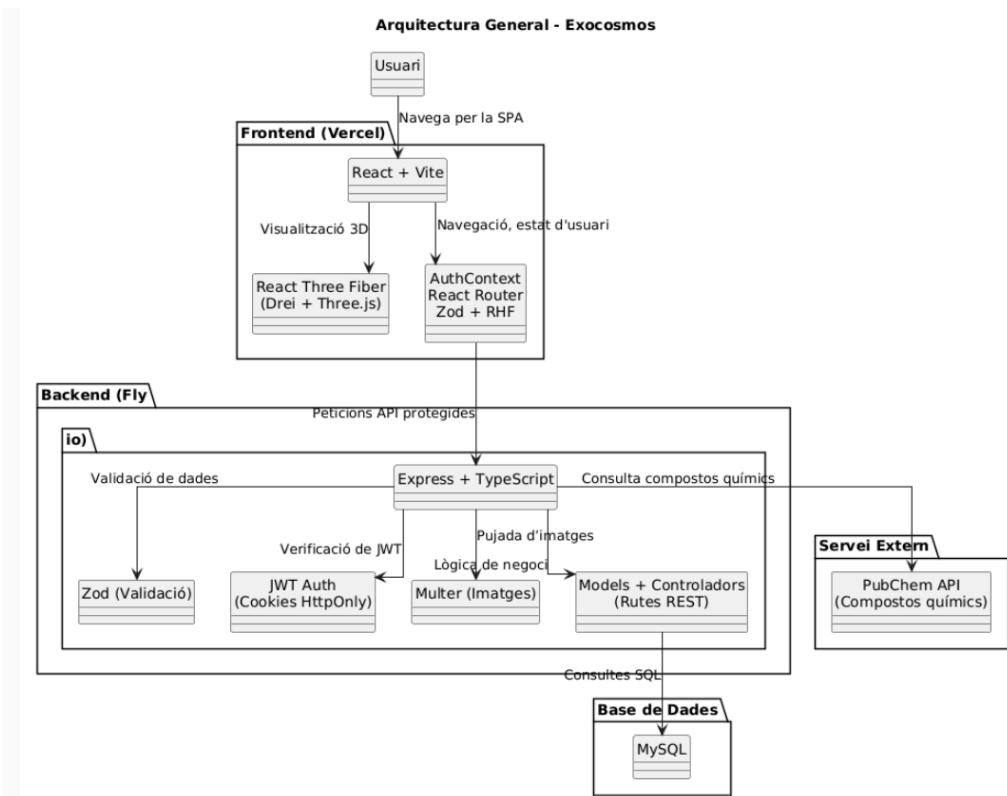 Arquitectura General - Exocosmos
Usuari
Navega per la SPA
Frontend (Vercel)
React + Vite
Visualització 3D
Navegació, estat d'usuari
React Three Fiber
(Drei + Three.js)
AuthContext
React Router
Zod + RHF
Backend (Fly
Peticions API protegides
io)
Express + TypeScript
Validació de dades
Consulta compostos químics
Verificació de JWT
Pujada d’imatges
Lògica de negoci
Servei Extern
Zod (Validació)
JWT Auth
(Cookies HttpOnly)
Multer (Imatges)
Models + Controladors
(Rutes REST)
PubChem API
(Compostos químics)
Consultes SQL
Base de Dades
MySQL